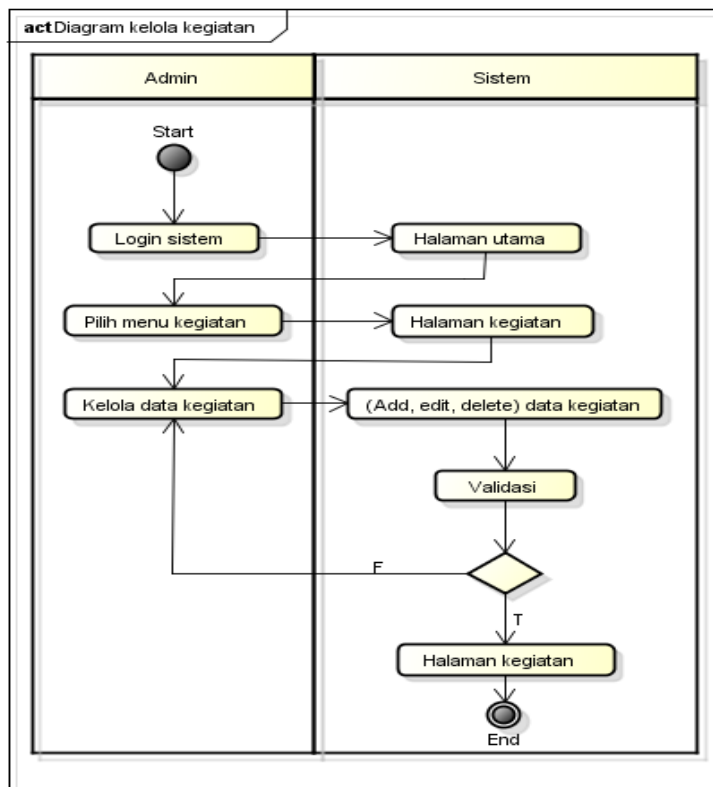 act Diagram kelola kegiatan
Admin
Sistem
Start
Login sistem
Halaman utama
Pilih menu kegiatan
Halaman kegiatan
Kelola data kegiatan
(Add, edit, delete) data kegiatan
Validasi
F
T
Halaman kegiatan
End